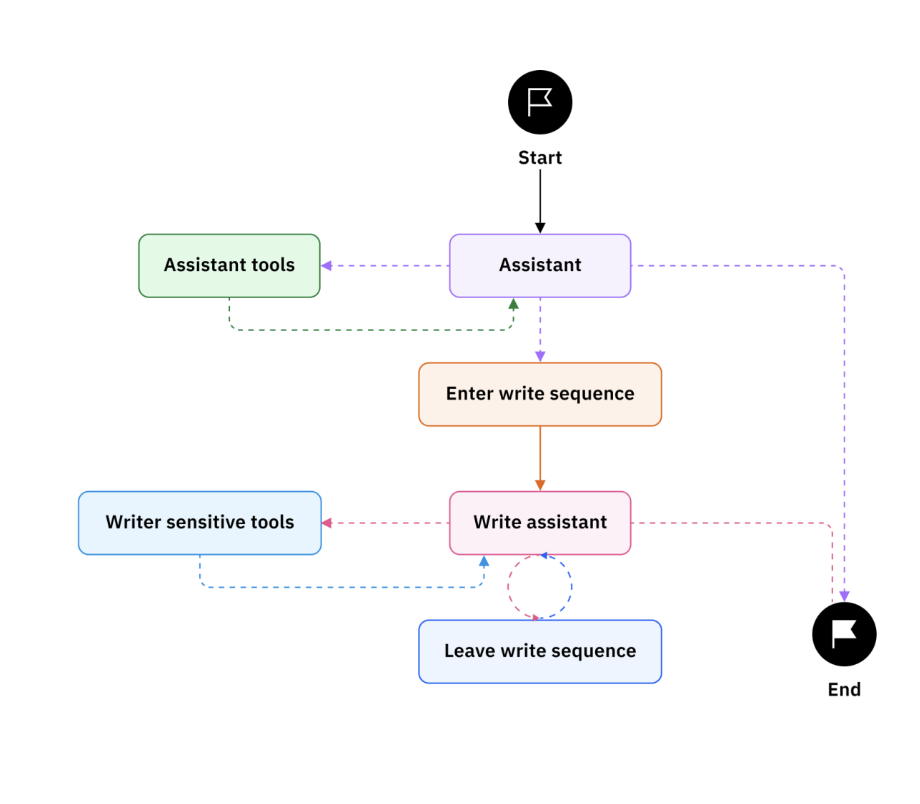 Start
Assistant tools
Assistant
Enter write sequence
Writer sensitive tools
Write assistant
Leave write sequence
End